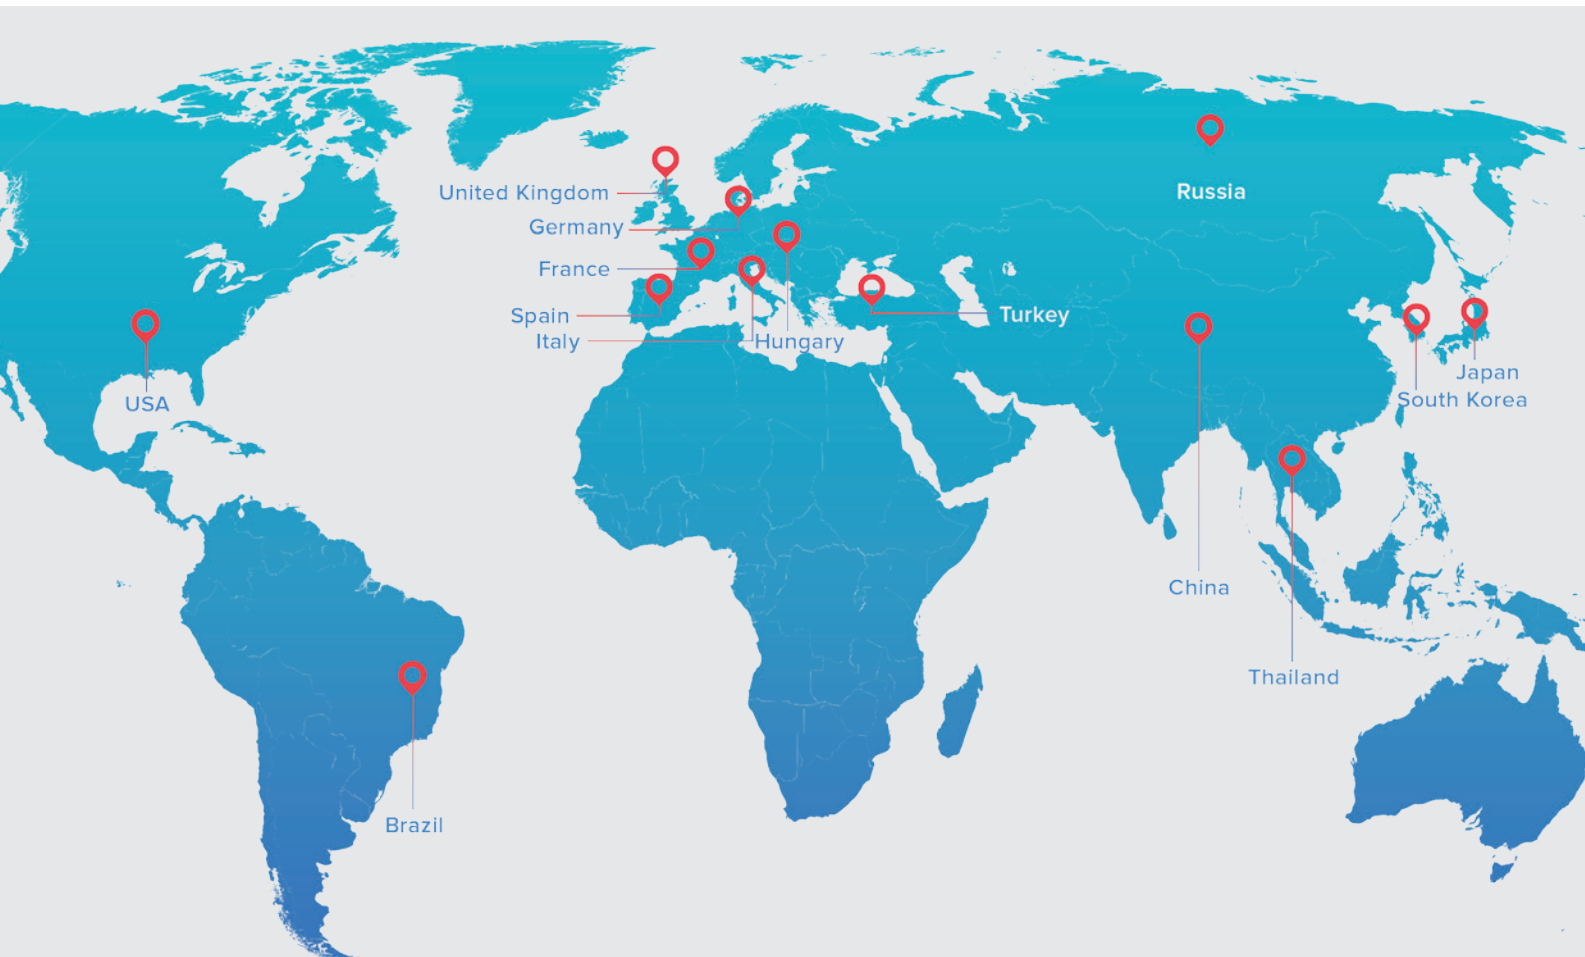 United Kingdom
Russia
Germany
France
Spain
Turkey
Italy
Hungary
Japan
USA
South Korea
China
Thailand
Brazil